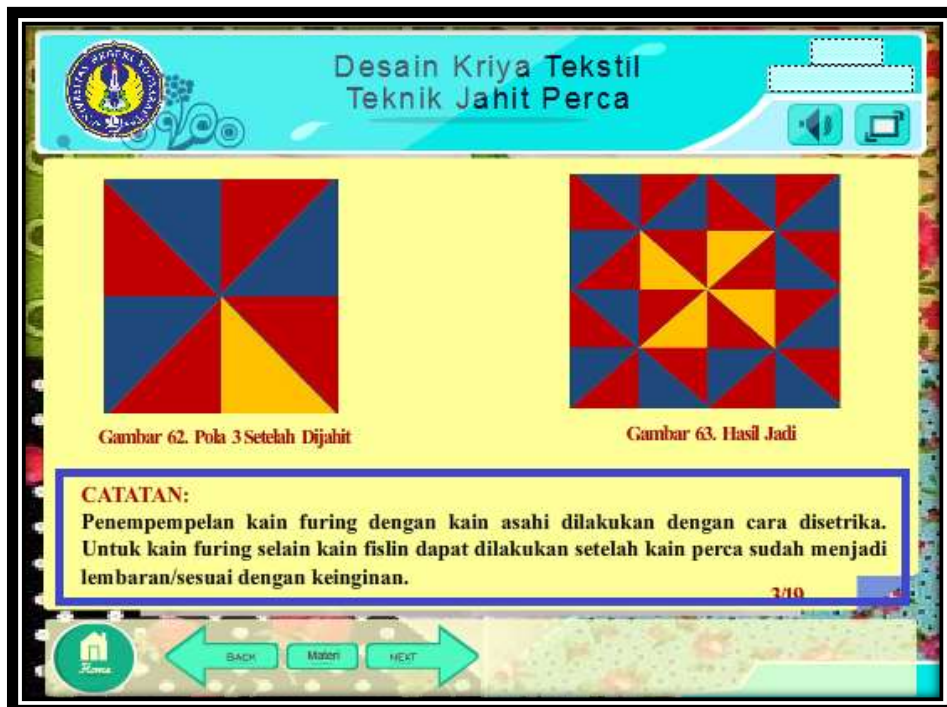 Desain Kriya Tekstil
Teknik Jahit Perca
Gambar 62. Pola 3 Setelah Dijahit
Gambar 63. Hasil Jadi
CATATAN:
Penempempelan kain furing dengan kain asahi dilakukan dengan cara disetrika.
Untuk kain furing selain kain fislin dapat dilakukan setelah kain perca sudah menjadi
lembaran/sesuai dengan keinginan.
3/19
Home
BACK
Materi
NEXT